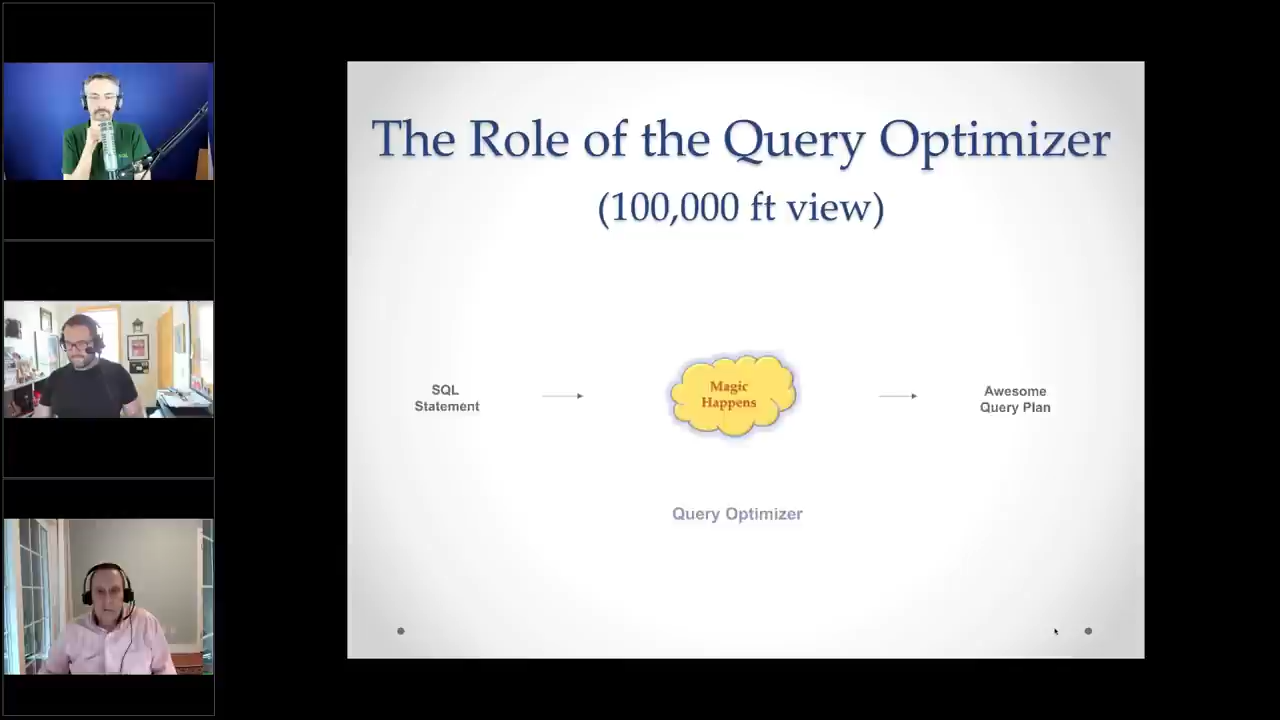 The Role of the Query Optimizer
(100,000 ft view)
SQL
Statement
Magic
Happens
Awesome
Query Plan
Query Optimizer